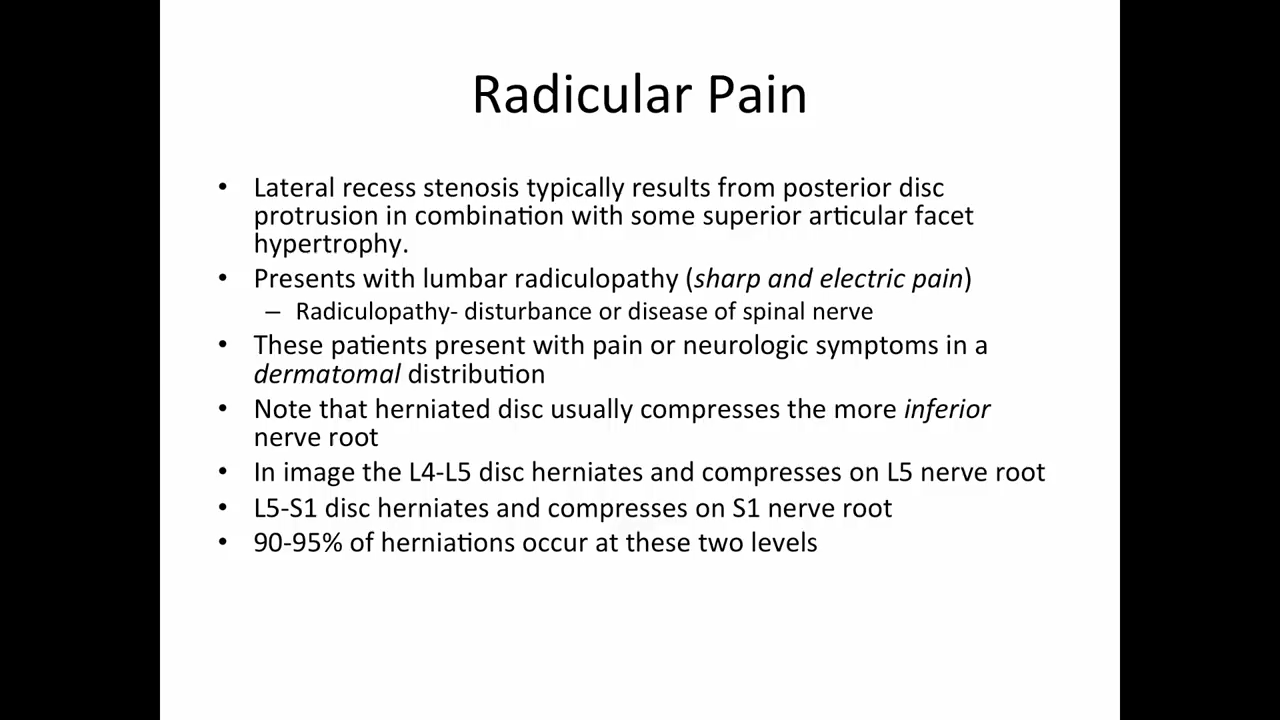 Radicular Pain
• Lateral recess stenosis typically results from posterior disc
protrusion in combination with some superior articular facet
hypertrophy.
• Presents with lumbar radiculopathy (sharp and electric pain)
– Radiculopathy- disturbance or disease of spinal nerve
• These patients present with pain or neurologic symptoms in a
dermatomal distribution
• Note that herniated disc usually compresses the more inferior
nerve root
• In image the L4-L5 disc herniates and compresses on L5 nerve root
• L5-S1 disc herniates and compresses on S1 nerve root
• 90-95% of herniations occur at these two levels